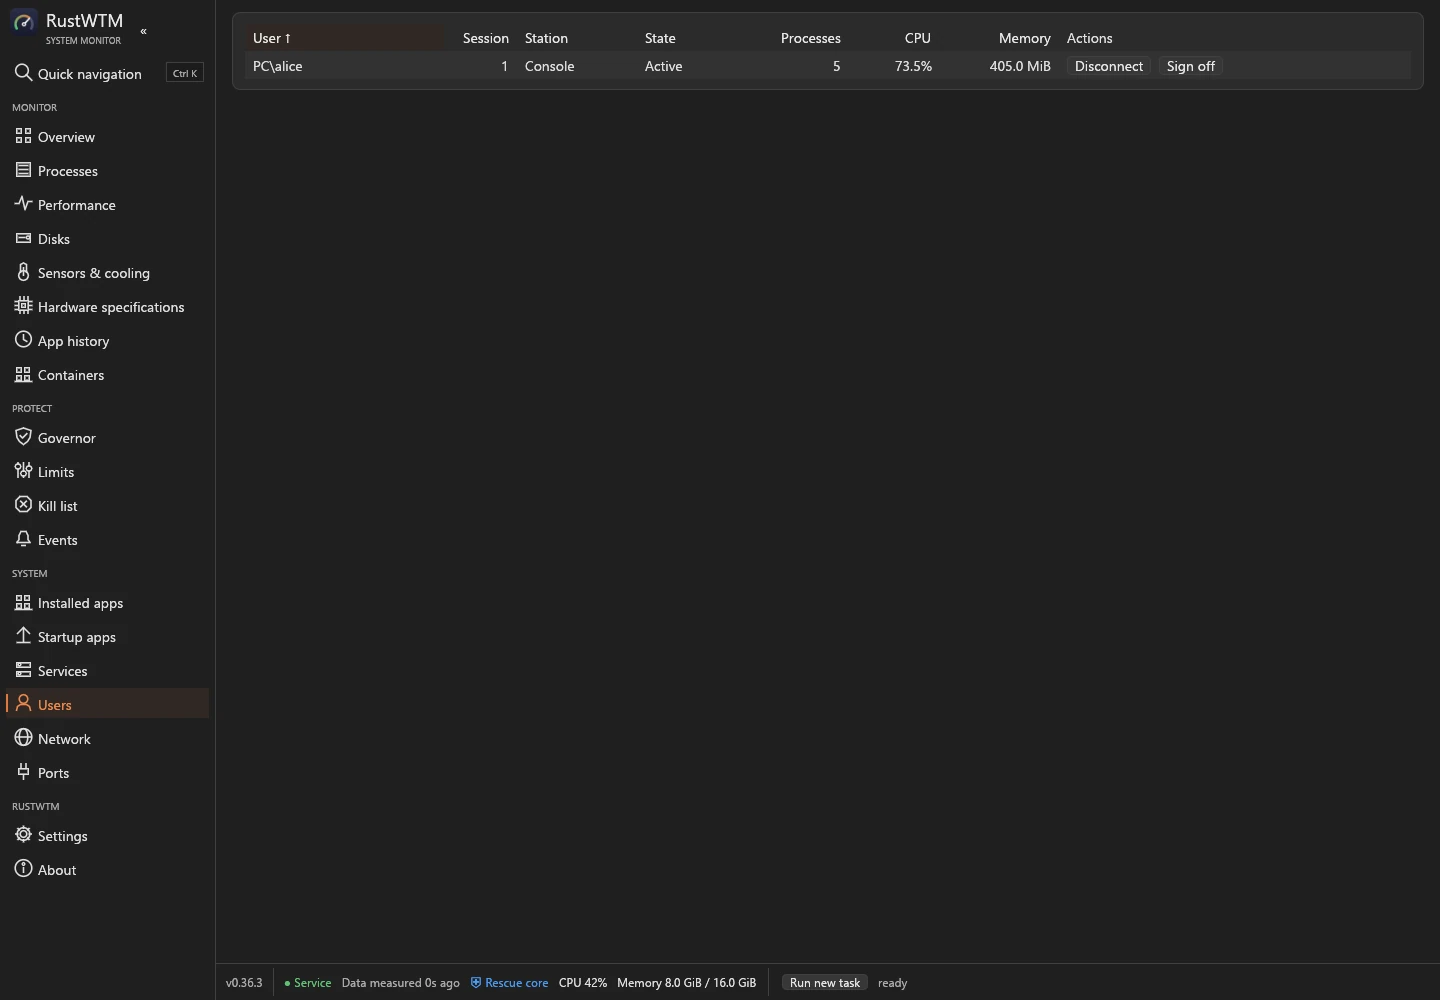 RustWTM
SYSTEM MONITOR
«
Quick navigation Ctrl K
MONITOR
Overview
Processes
Performance
Disks
Sensors & cooling
Hardware specifications
App history
Containers
PROTECT
Governor
Limits
Kill list
Events
SYSTEM
Installed apps
Startup apps
Services
Users
Network
Ports
RUSTWTM
Settings
About
User ↑ Session Station State Processes CPU Memory Actions
PC\alice 1 Console Active 5 73.5% 405.0 MiB Disconnect Sign off
v0.36.3 ● Service Data measured 0s ago Rescue core CPU 42% Memory 8.0 GiB / 16.0 GiB Run new task ready